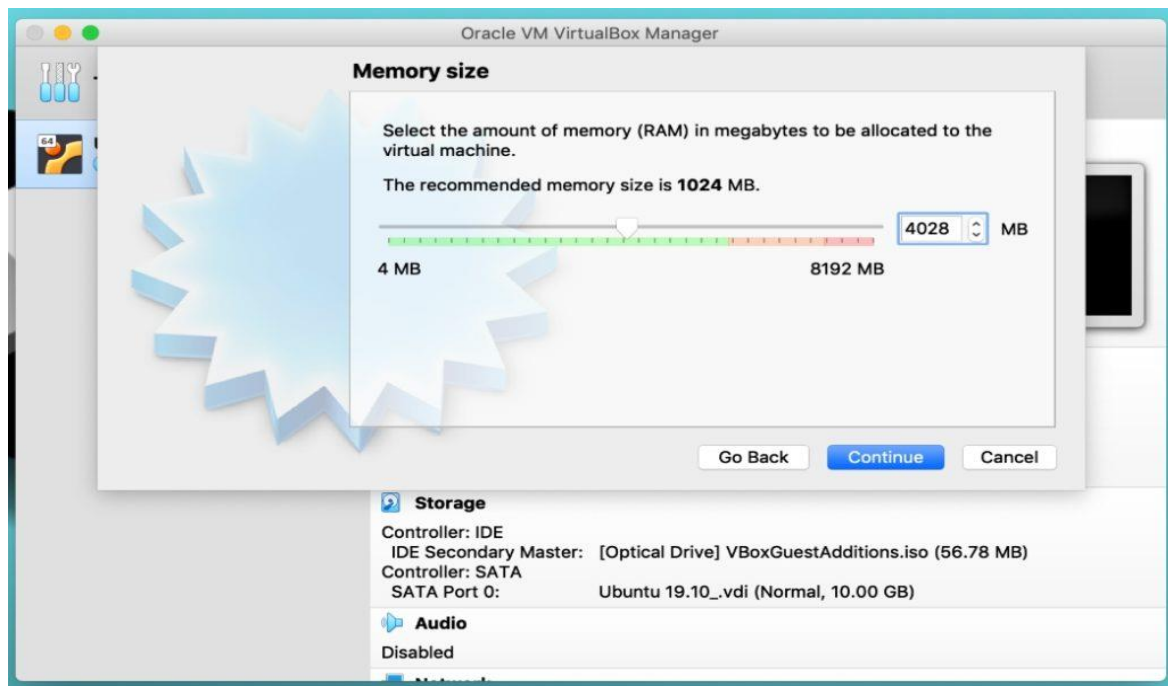 Oracle VM VirtualBox Manager
Memory size
64
Select the amount of memory (RAM) in megabytes to be allocated to the
virtual machine.
The recommended memory size is 1024 MB.
4028 MB
4 MB 8192 MB
Go Back Continue Cancel
Storage
Controller: IDE
IDE Secondary Master: [Optical Drive] VBoxGuestAdditions.iso (56.78 MB)
Controller: SATA
SATA Port 0: Ubuntu 19.10_.vdi (Normal, 10.00 GB)
Audio
Disabled